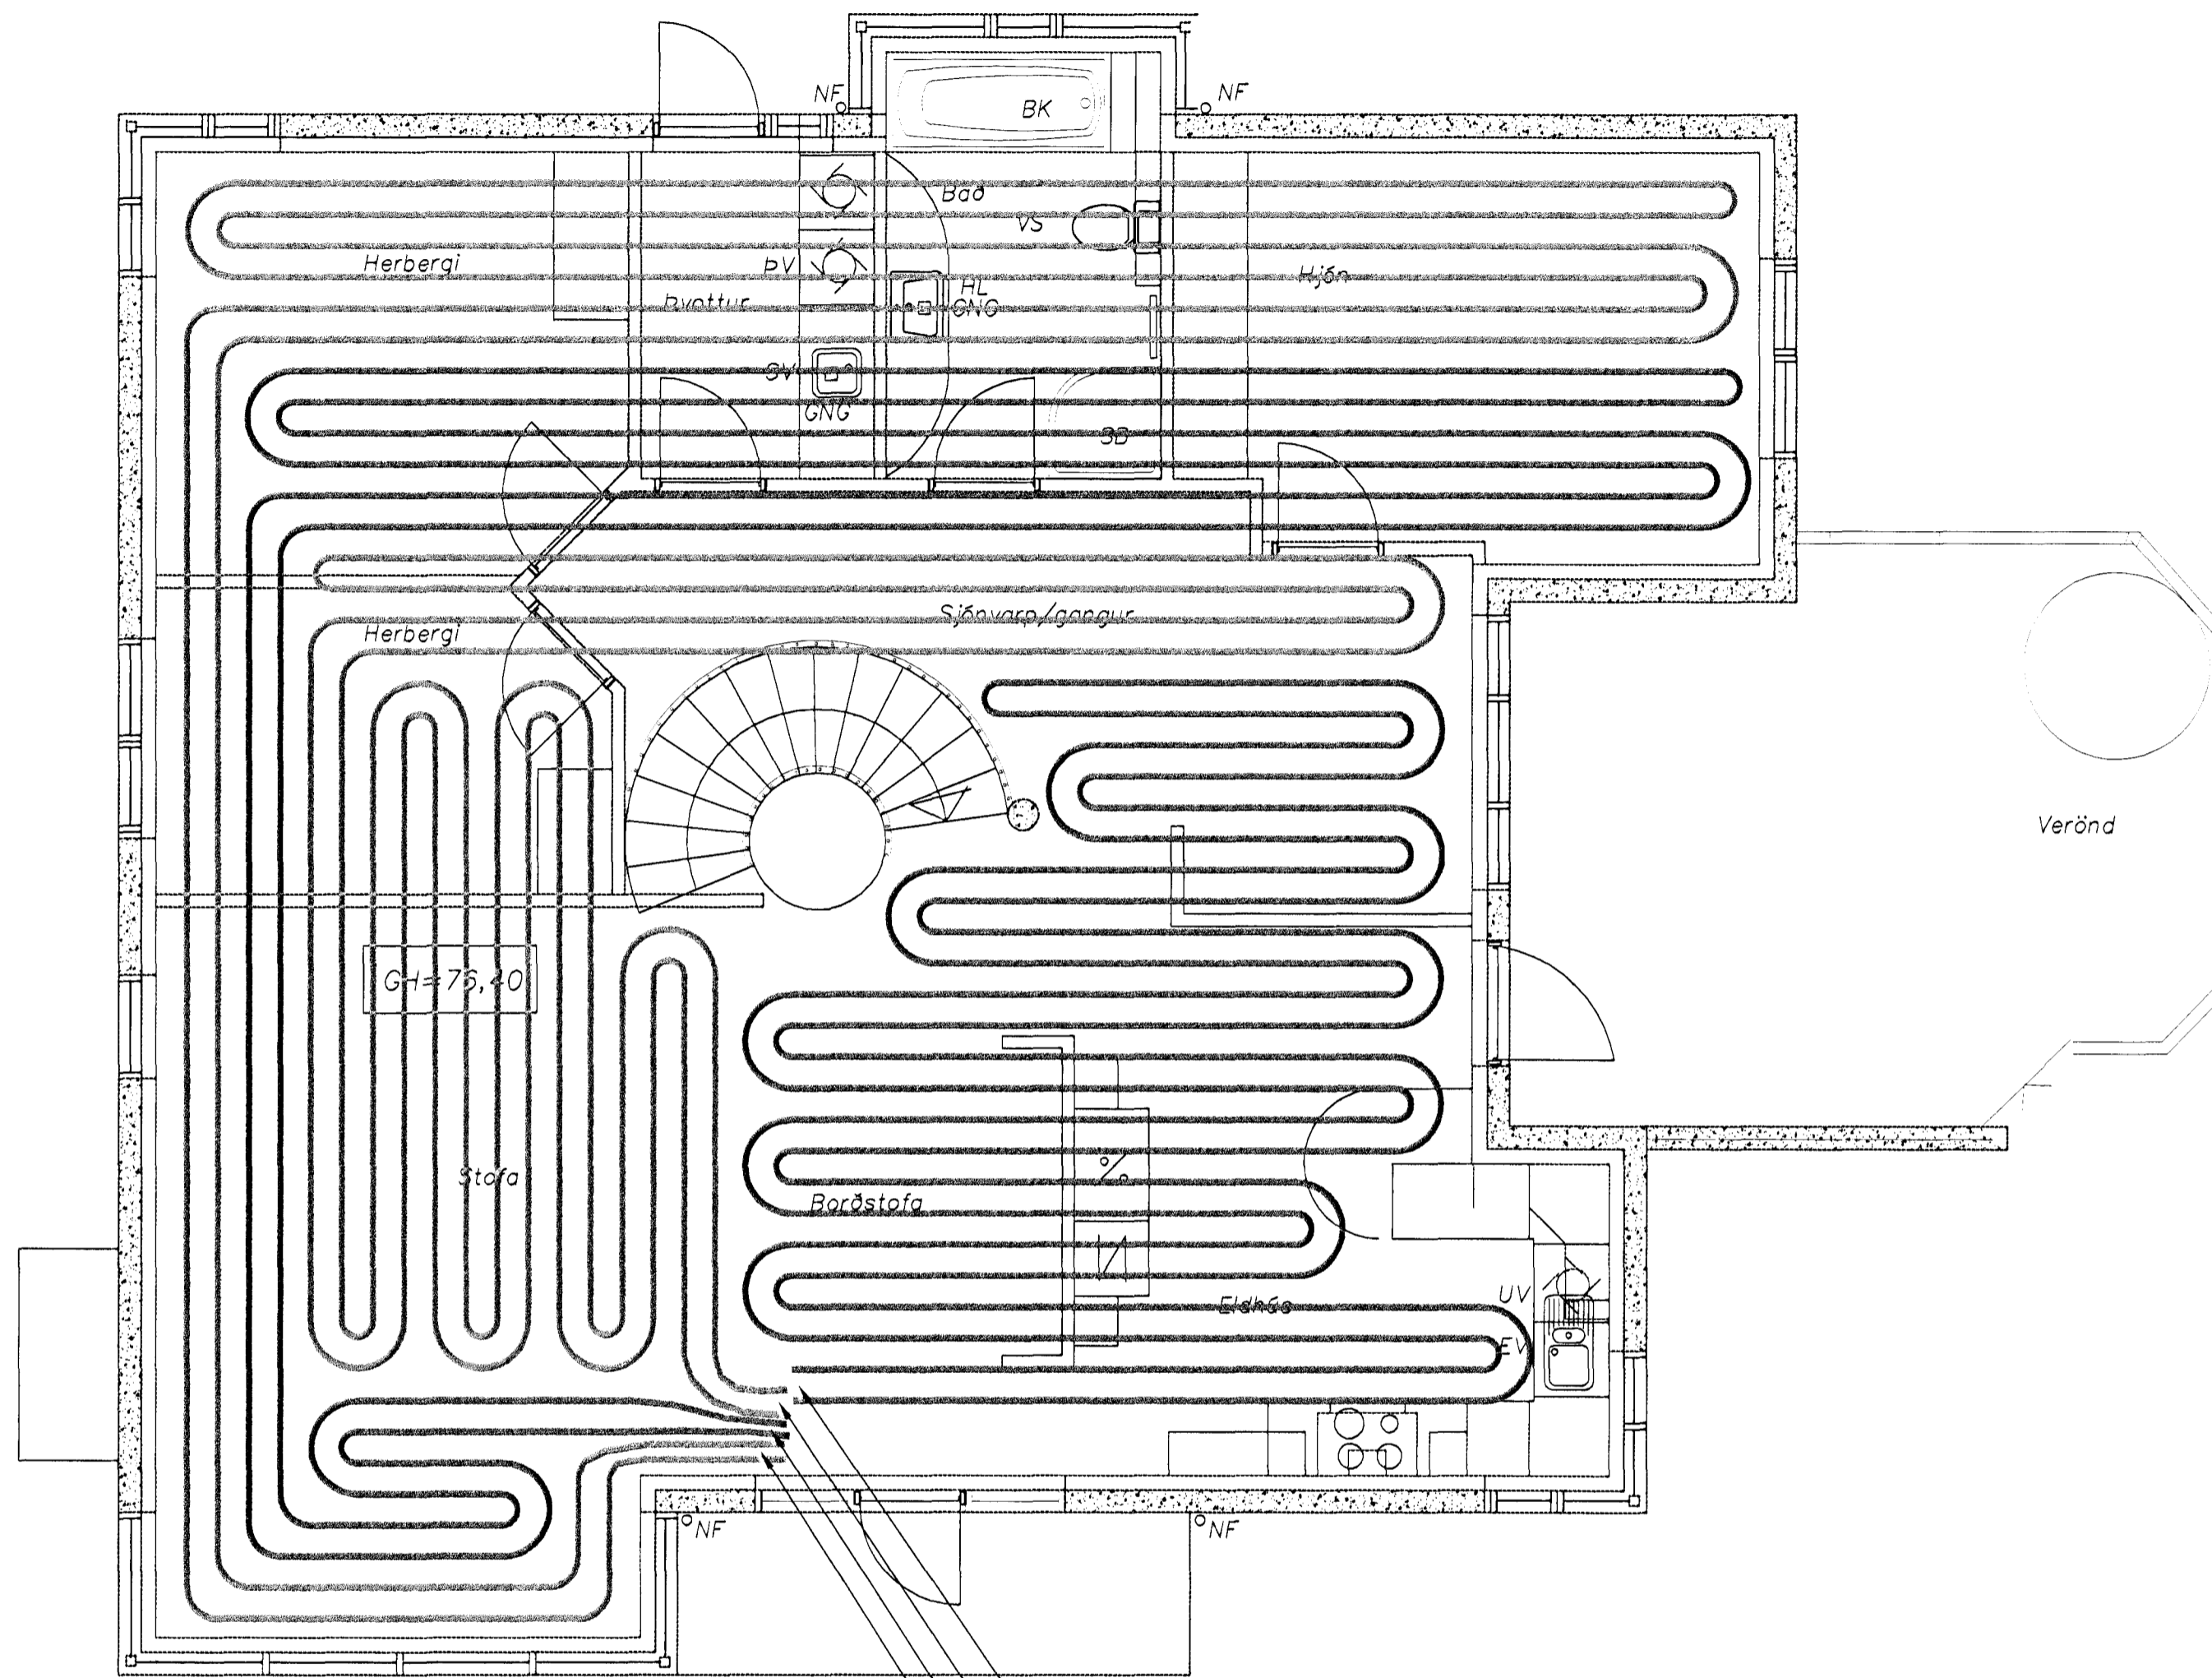 NF
BK
NF
Bað
VS
Herbergi
ÞV
Hjón
HL
GNG
Þvottur
SV
GNG
SB
Sjónvarp/gangur
Herbergi
Verönd
GH=76,40
Stofa
Borðstofa
UV
Eldhús
EV
NF
NF